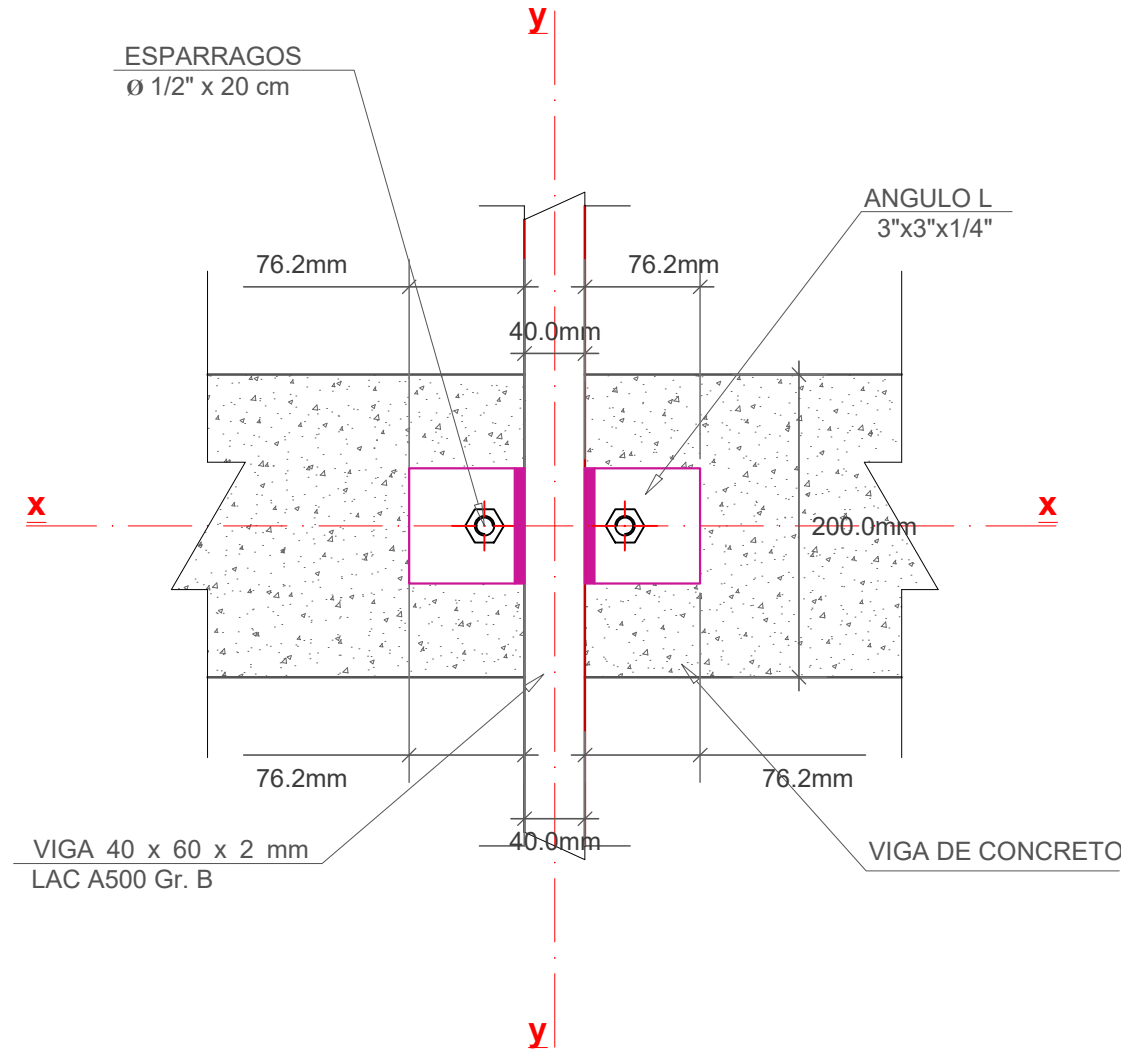 y
ESPARRAGOS
Ø 1/2" x 20 cm
ANGULO L
3"x3"x1/4"
76.2mm
76.2mm
40.0mm
x
x
200.0mm
76.2mm
76.2mm
40.0mm
VIGA 40 x 60 x 2 mm
LAC A500 Gr. B
VIGA DE CONCRETO
y